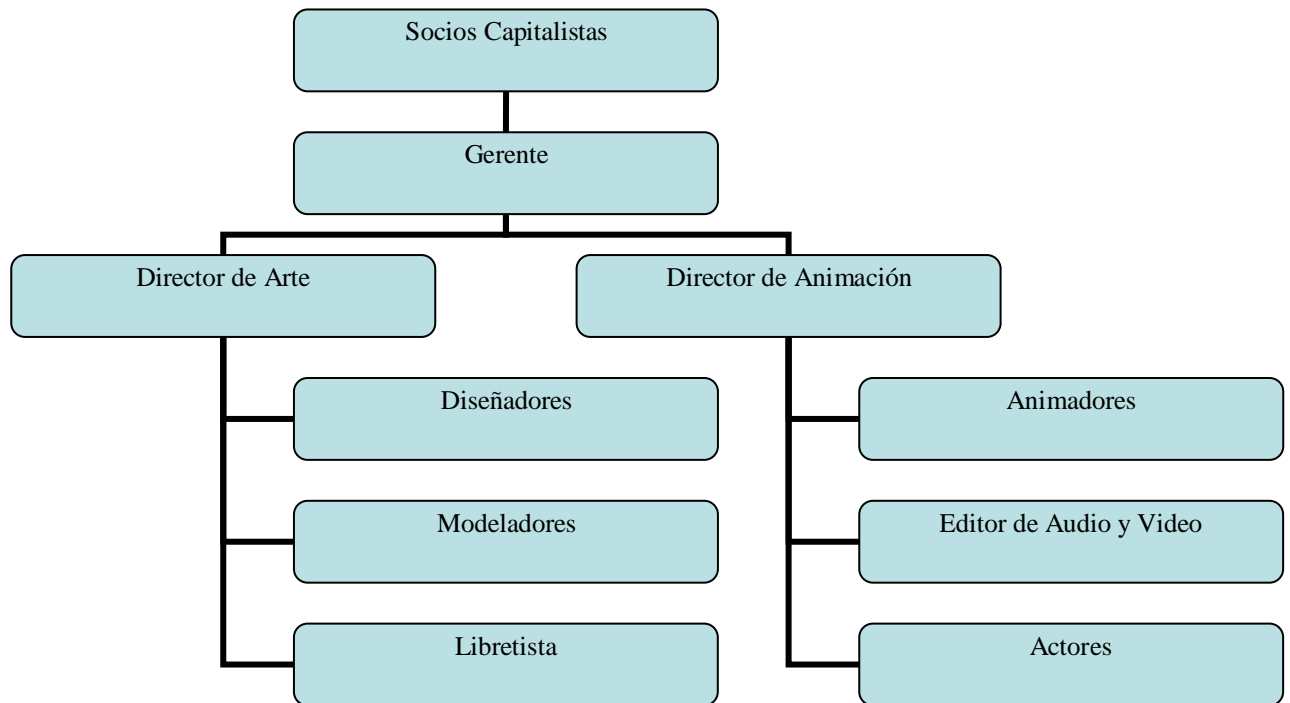 Socios Capitalistas
Gerente
Director de Arte
Director de Animación
Diseñadores
Animadores
Modeladores
Editor de Audio y Video
Libretista
Actores